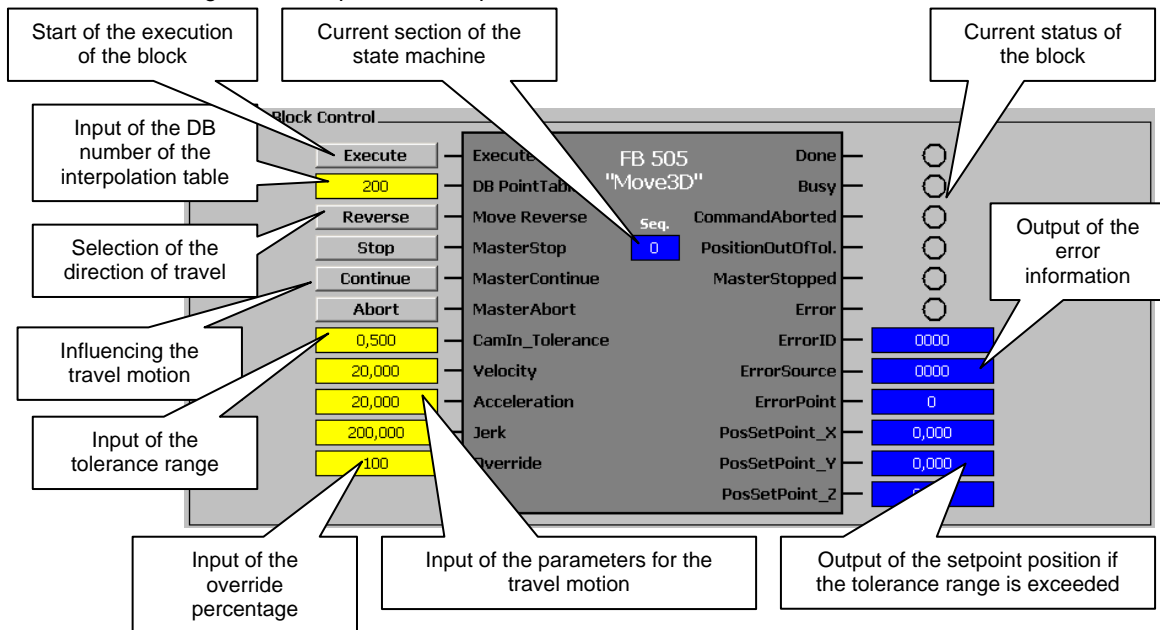 Start of the execution
of the block
Current section of the
state machine
Current status of
the block
Block Control
Input of the DB
number of the
interpolation table
Selection of the
direction of travel
Influencing the
travel motion
Input of the
tolerance range
Input of the
override
percentage
Input of the parameters for the
travel motion
Output of the error
information
Output of the setpoint position if
the tolerance range is exceeded
FB 505
"Move3D"
Seq.
0
Execute
200
Reverse
Stop
Continue
Abort
0,500
20,000
20,000
200,000
100
Execute
DB
Move Reverse
MasterStop
MasterContinue
MasterAbort
CamIn_Tolerance
Velocity
Acceleration
Jerk
Override
Done
Busy
CommandAborted
PositionOutOfTol.
MasterStopped
Error
ErrorID
ErrorSource
ErrorPoint
PosSetPoint_X
PosSetPoint_Y
PosSetPoint_Z
0000
0000
0
0,000
0,000